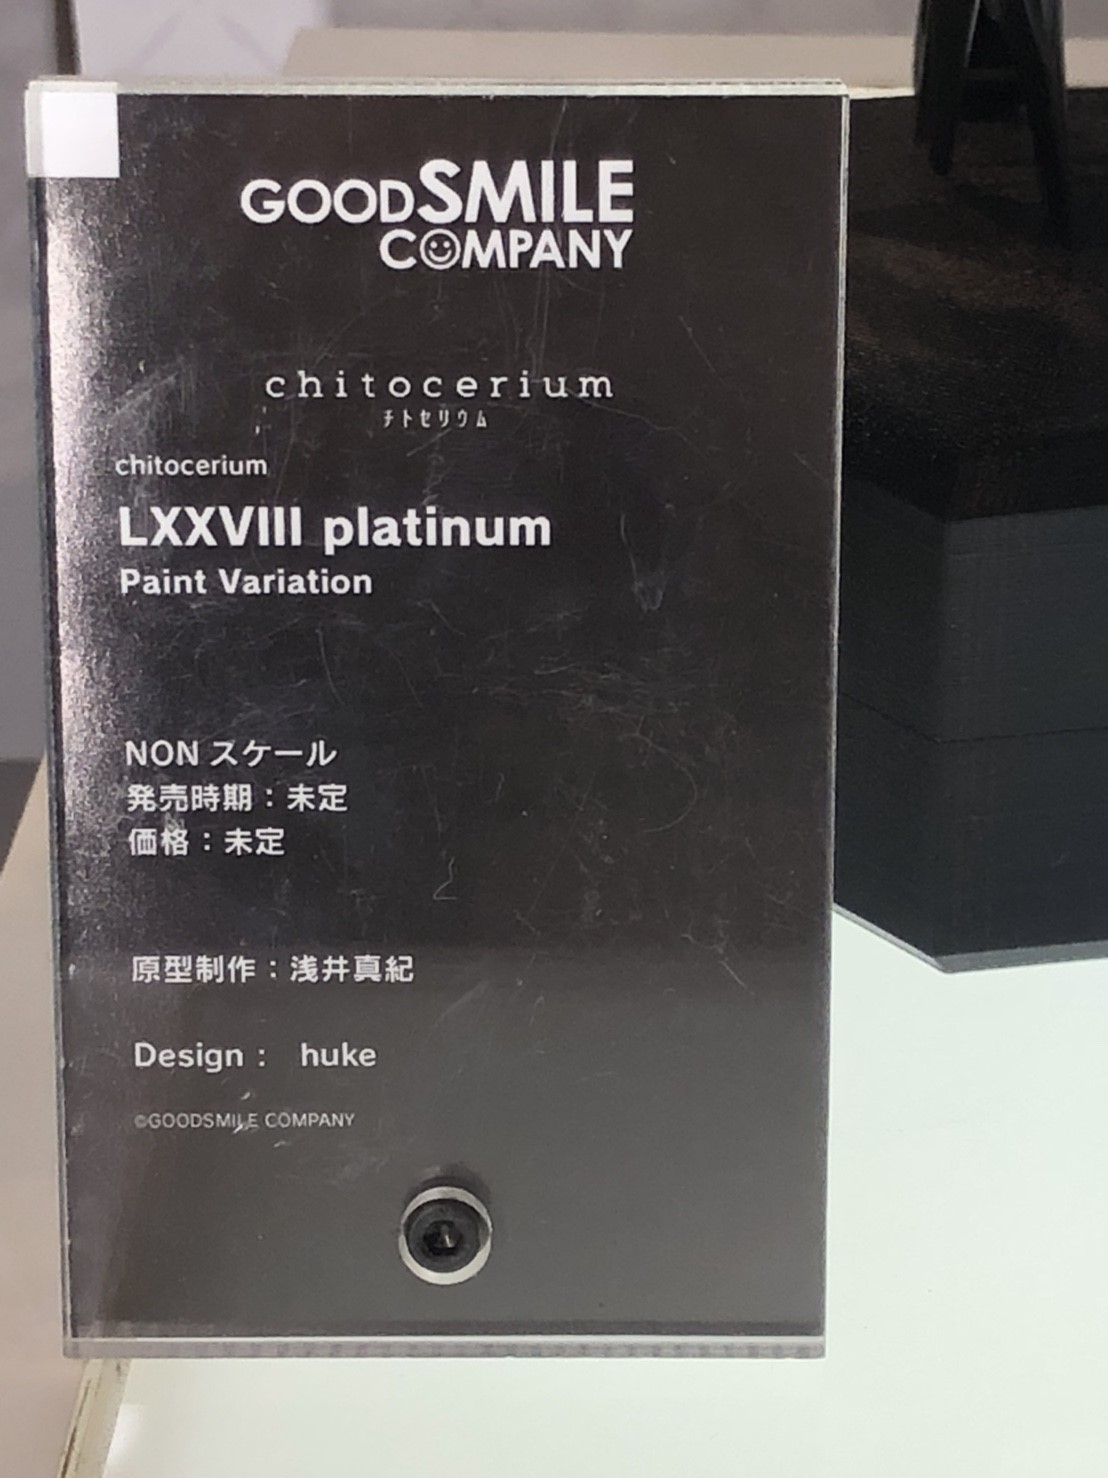 GOODSMILE
COMPANY
chitocerium
チトセリウム
chitocerium
LXXVIII platinum
Paint Variation
NON スケール
発売時期：未定
価格：未定
原型制作：浅井真紀
Design： huke
©GOODSMILE COMPANY